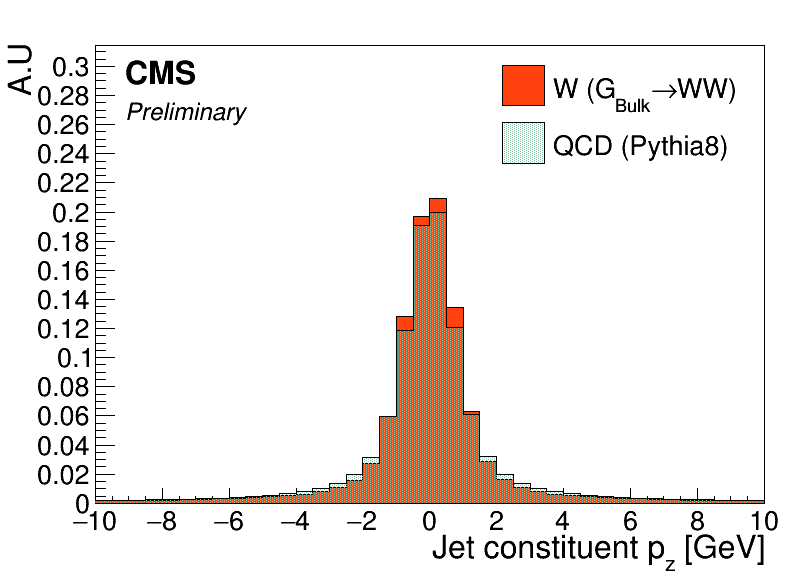 A.U
CMS
Preliminary
W (G_Bulk→WW)
QCD (Pythia8)
0.3
0.28
0.26
0.24
0.22
0.2
0.18
0.16
0.14
0.12
0.1
0.08
0.06
0.04
0.02
0
−10 −8 −6 −4 −2 0 2 4 6 8 10
Jet constituent p_z [GeV]